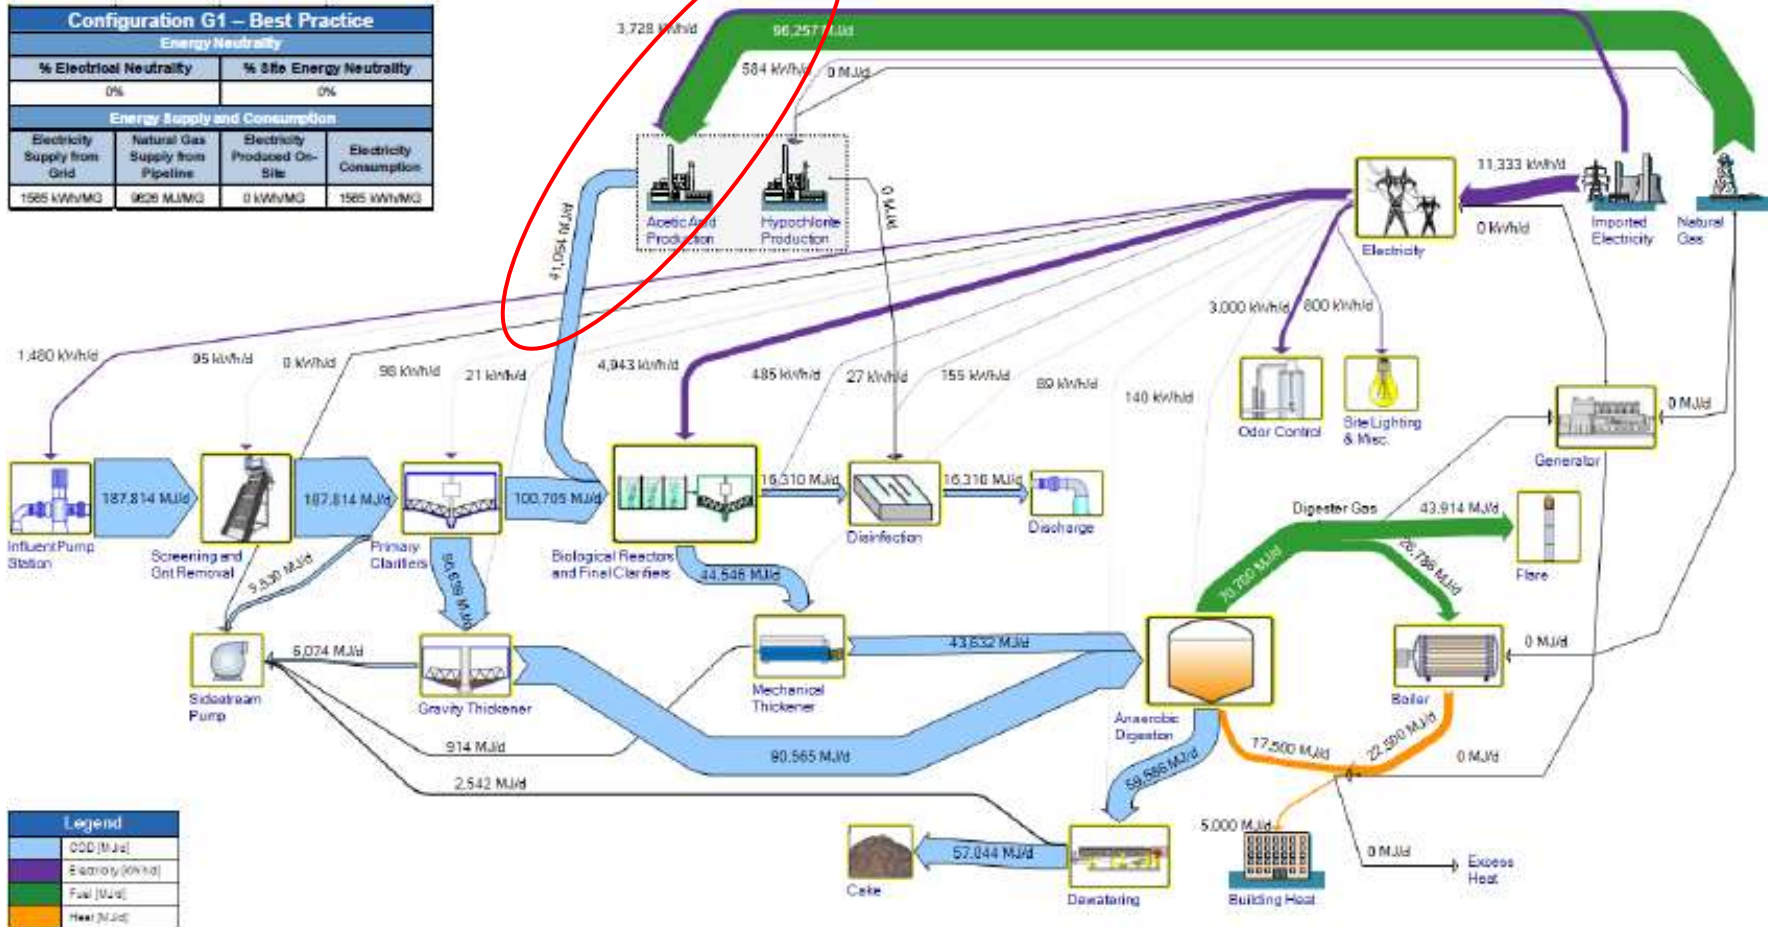 Configuration G1 – Best Practice
Energy Neutrality
% Electrical Neutrality
% Site Energy Neutrality
0%
0%
Energy Supply and Consumption
Electricity Supply from Grid
Natural Gas Supply from Pipeline
Electricity Produced On-Site
Electricity Consumption
1565 kWh/MG
9626 MJ/MG
0 kWh/MG
1565 kWh/MG
3,728 kWh/d
96,257 MJ/d
584 kWh/d
0 MJ/d
Acetic Acid
Production
Hypochlorite
Production
0 MJ/d
41,054 MJ/d
11,333 kWh/d
0 kWh/d
Electricity
Imported
Electricity
Natural
Gas
1,480 kWh/d
95 kWh/d
0 kWh/d
98 kWh/d
21 kWh/d
4,943 kWh/d
485 kWh/d
27 kWh/d
155 kWh/d
89 kWh/d
140 kWh/d
3,000 kWh/d
800 kWh/d
Odor Control
Site Lighting
& Misc.
0 MJ/d
Generator
187,814 MJ/d
187,814 MJ/d
100,705 MJ/d
16,310 MJ/d
16,310 MJ/d
Influent Pump
Station
Screening and
Grit Removal
Primary
Clarifiers
Biological Reactors
and Final Clarifiers
Disinfection
Discharge
Digester Gas
43,914 MJ/d
Flare
9,530 MJ/d
96,639 MJ/d
44,546 MJ/d
70,700 MJ/d
26,786 MJ/d
6,074 MJ/d
43,632 MJ/d
0 MJ/d
Sidestream
Pump
Gravity Thickener
Mechanical
Thickener
Anaerobic
Digestion
Boiler
914 MJ/d
90,565 MJ/d
17,500 MJ/d
22,500 MJ/d
0 MJ/d
2,542 MJ/d
59,586 MJ/d
5,000 MJ/d
0 MJ/d
57,044 MJ/d
Cake
Dewatering
Building Heat
Excess
Heat
Legend
COD [MJ/d]
Electricity [kWh/d]
Fuel [MJ/d]
Heat [MJ/d]